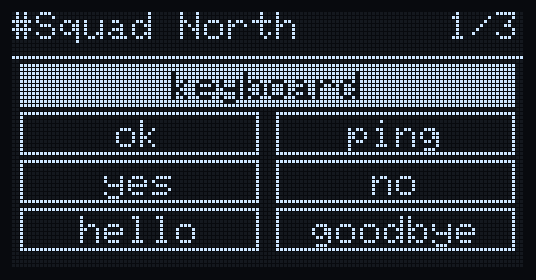 #Squad North 1/3
keyboard
ok ping
yes no
hello goodbye